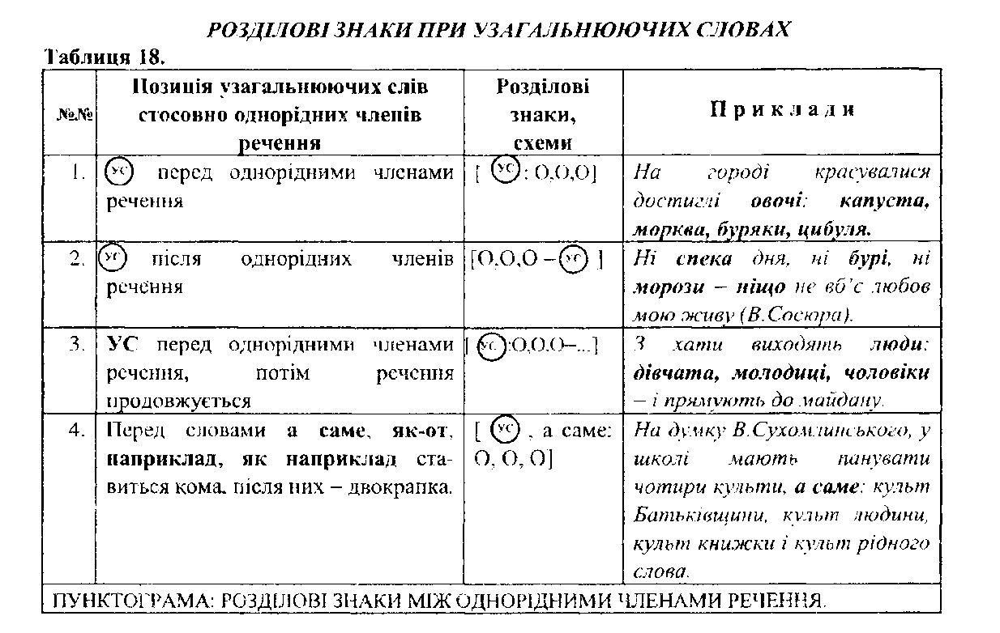 РОЗДІЛОВІ ЗНАКИ ПРИ УЗАГАЛЬНЮЮЧИХ СЛОВАХ
Таблиця 18.
№№
Позиція узагальнюючих слів
стосовно однорідних членів
речення
Розділові
знаки,
схеми
Приклади
1.
УС перед однорідними членами
речення
[ УС: О,О,О]
На городі красувалися
достиглі овочі: капуста,
морква, буряки, цибуля.
2.
УС після однорідних членів
речення
[О,О,О – УС ]
Ні спека дня, ні бурі, ні
морози – ніщо не вб'є любов
мою живу (В.Сосюра).
3.
УС перед однорідними членами
речення, потім речення
продовжується
[ УС:О,О,О–...]
З хати виходять люди:
дівчата, молодиці, чоловіки
– і прямують до майдану.
4.
Перед словами а саме, як-от,
наприклад, як наприклад ста-
виться кома, після них – двокрапка.
[ УС , а саме:
О, О, О]
На думку В.Сухомлинського, у
школі мають панувати
чотири культи, а саме: культ
Батьківщини, культ людини,
культ книжки і культ рідного
слова.
ПУНКТОГРАМА: РОЗДІЛОВІ ЗНАКИ МІЖ ОДНОРІДНИМИ ЧЛЕНАМИ РЕЧЕННЯ.